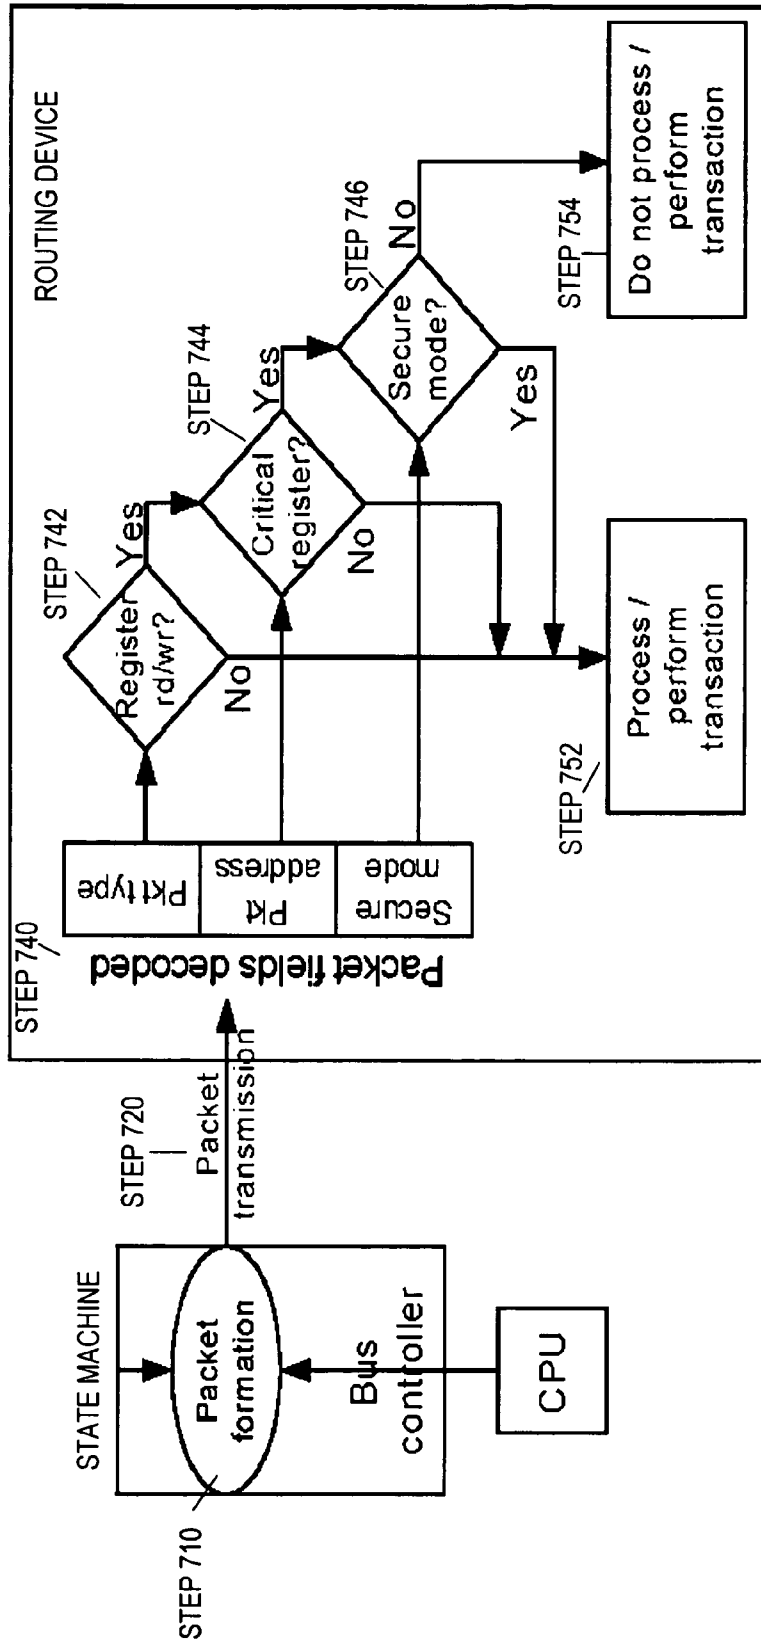 STATE MACHINE
STEP 710
Packet
formation
Bus
controller
CPU
STEP 720
Packet
transmission
ROUTING DEVICE
STEP 740
Packet fields decoded
Pkt type
Pkt
address
Secure
mode
STEP 742
Register
rd/wr?
Yes
No
STEP 744
Critical
register?
Yes
No
STEP 746
Secure
mode?
No
Yes
STEP 752
Process /
perform
transaction
STEP 754
Do not process /
perform
transaction